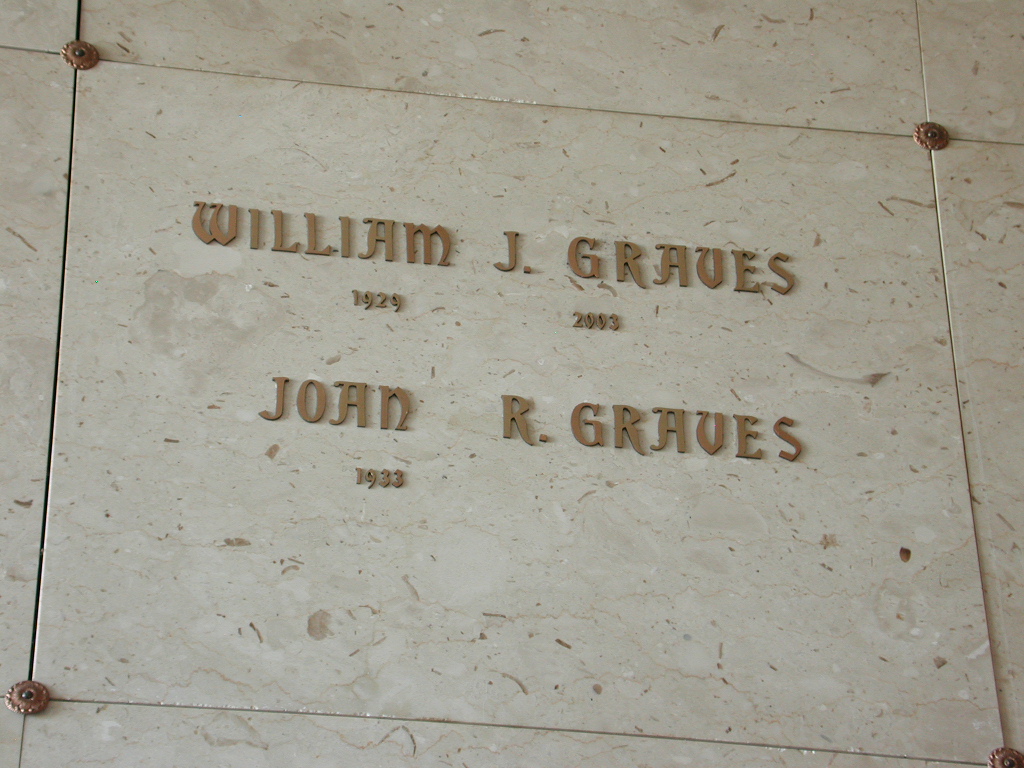 WILLIAM J. GRAVES
1929 2003
JOAN R. GRAVES
1933